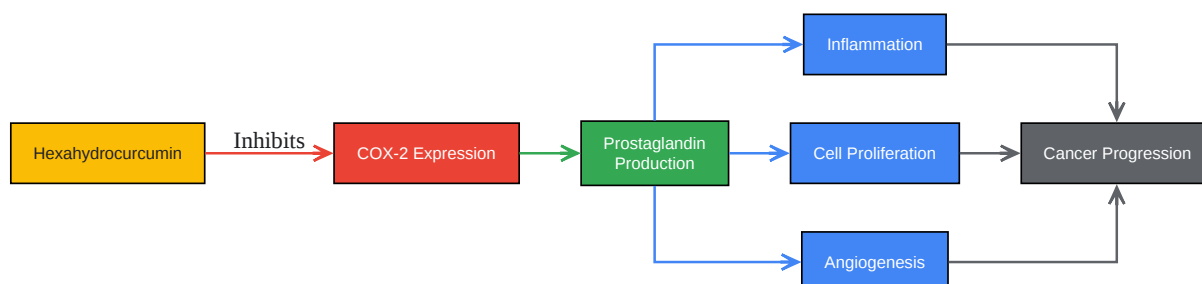 Inflammation
Hexahydrocurcumin
Inhibits
COX-2 Expression
Prostaglandin
Production
Cell Proliferation
Cancer Progression
Angiogenesis